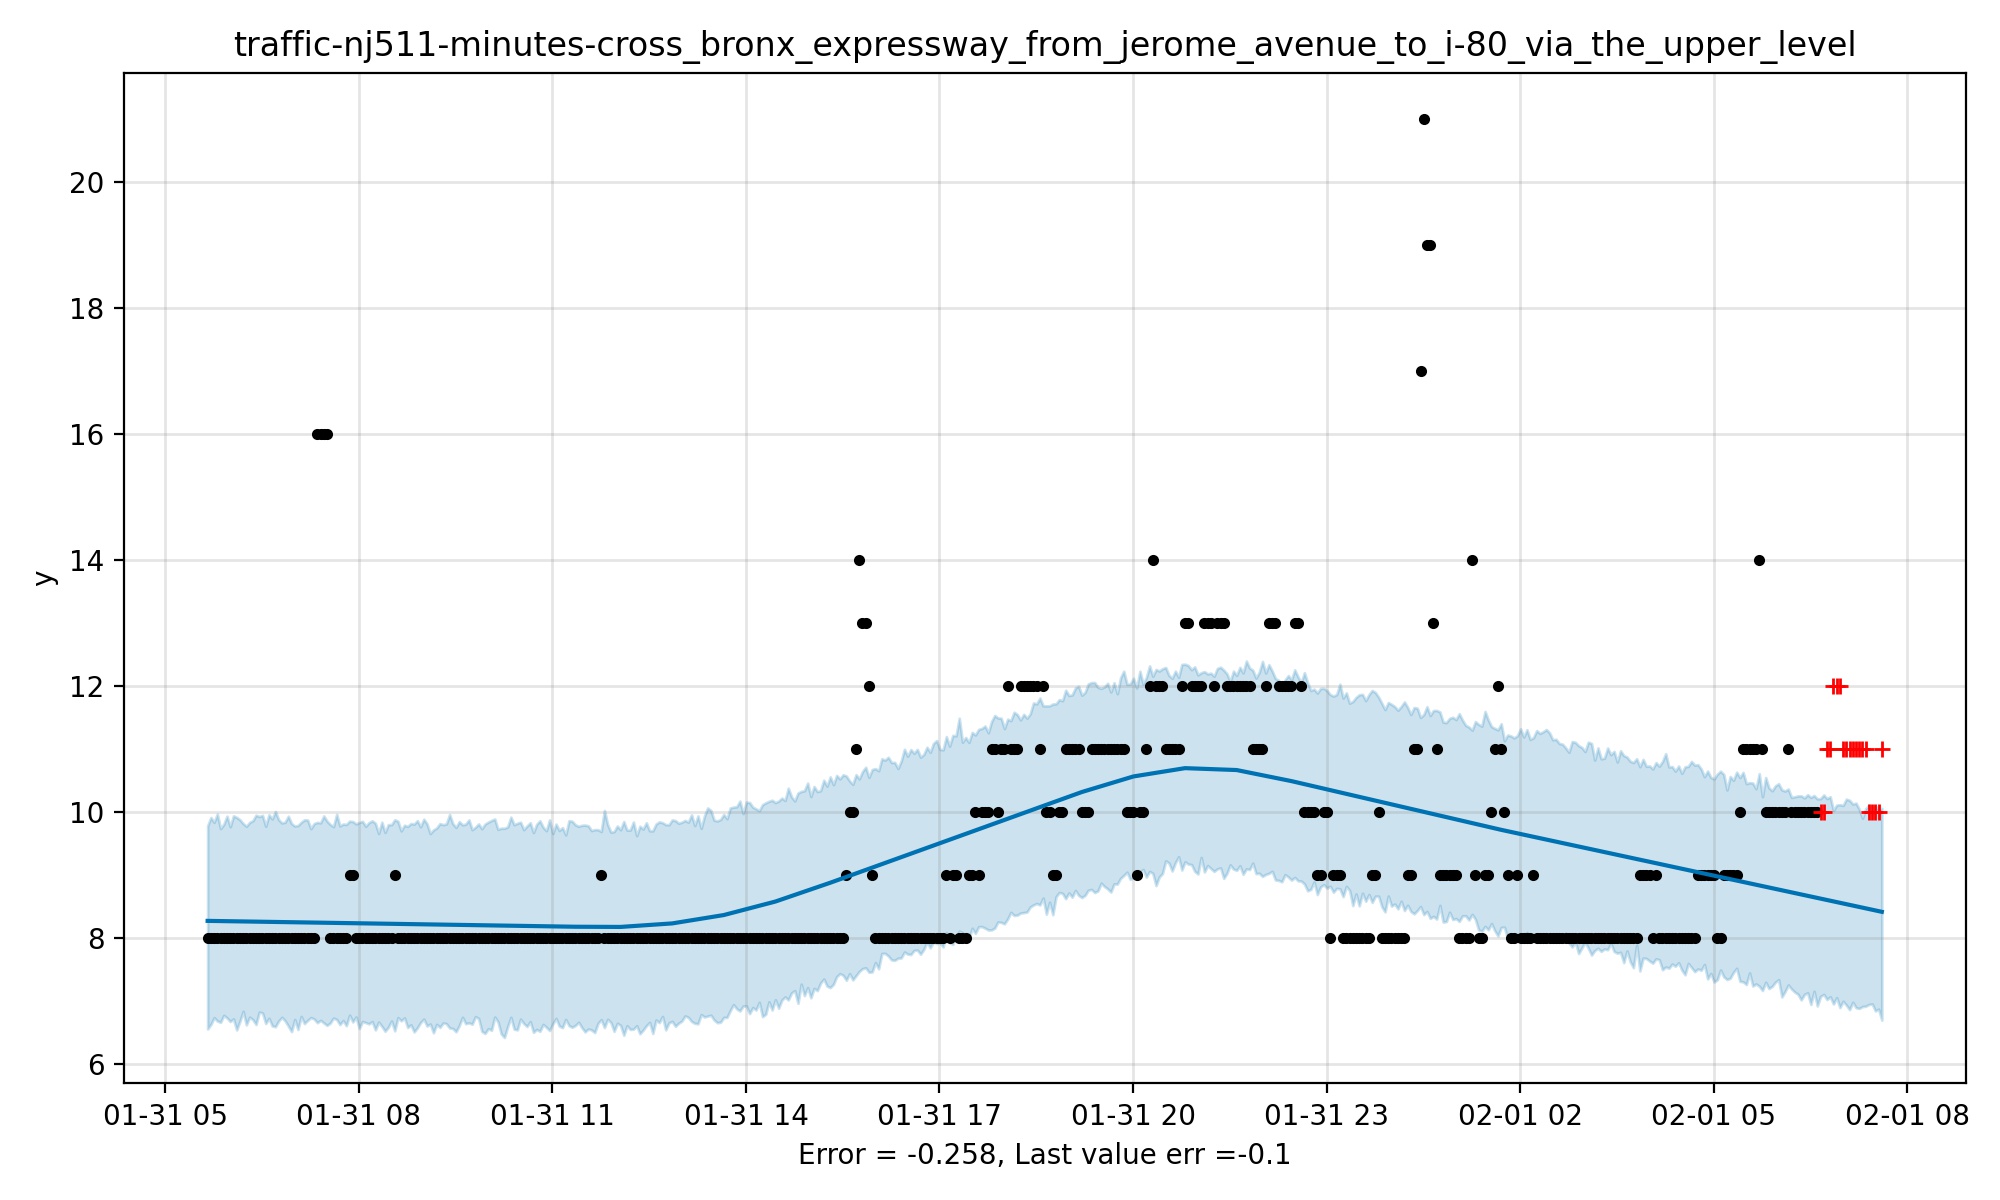 traffic-nj511-minutes-cross_bronx_expressway_from_jerome_avenue_to_i-80_via_the_upper_level
y
20
18
16
14
12
10
8
6
01-31 05 01-31 08 01-31 11 01-31 14 01-31 17 01-31 20 01-31 23 02-01 02 02-01 05 02-01 08
Error = -0.258, Last value err =-0.1